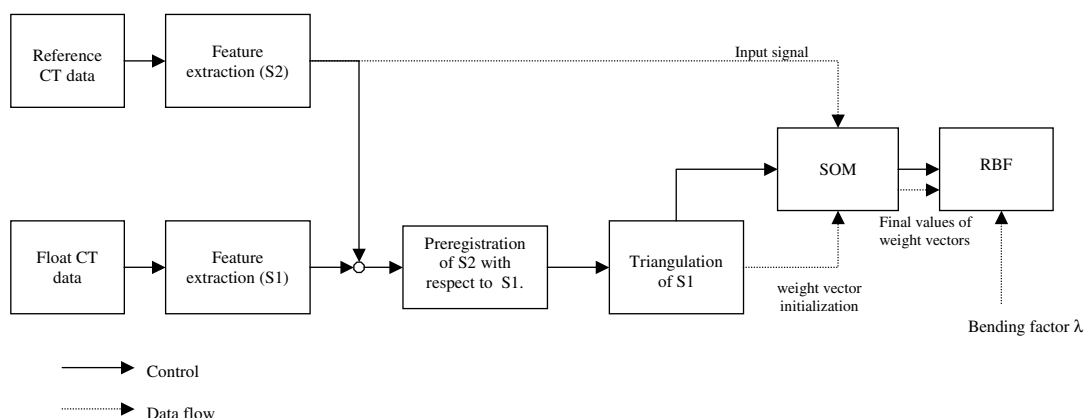 Reference
CT data
Feature
extraction (S2)
Input signal
SOM
RBF
Final values of
weight vectors
Float CT
data
Feature
extraction (S1)
Preregistration
of S2 with
respect to S1.
Triangulation
of S1
weight vector
initialization
Bending factor λ
Control
Data flow